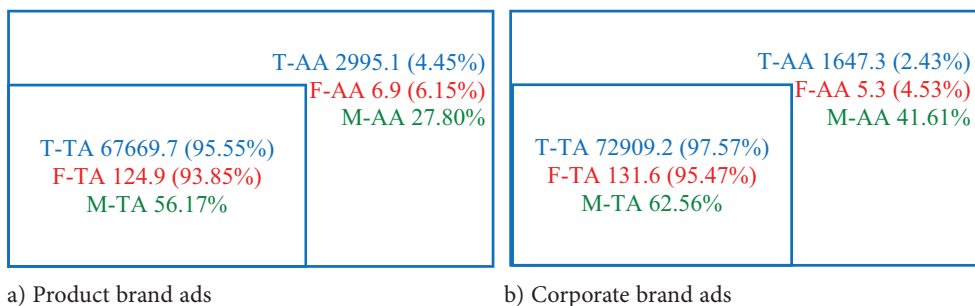 T-AA 2995.1 (4.45%)
F-AA 6.9 (6.15%)
M-AA 27.80%
T-TA 67669.7 (95.55%)
F-TA 124.9 (93.85%)
M-TA 56.17%
a) Product brand ads
T-AA 1647.3 (2.43%)
F-AA 5.3 (4.53%)
M-AA 41.61%
T-TA 72909.2 (97.57%)
F-TA 131.6 (95.47%)
M-TA 62.56%
b) Corporate brand ads